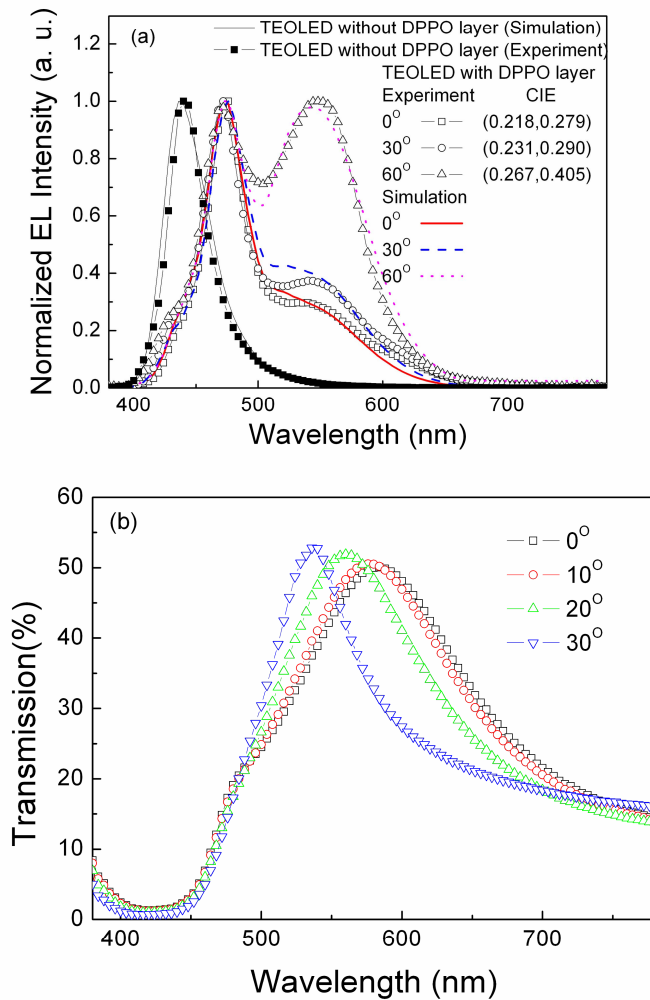 (a)
TEOLED without DPPO layer (Simulation)
TEOLED without DPPO layer (Experiment)
TEOLED with DPPO layer
Experiment CIE
0° (0.218,0.279)
30° (0.231,0.290)
60° (0.267,0.405)
Simulation
0°
30°
60°
Normalized EL Intensity (a. u.)
1.0
0.8
0.6
0.4
0.2
0.0
400 500 600 700
Wavelength (nm)
(b)
0°
10°
20°
30°
Transmission(%)
60
50
40
30
20
10
0
400 500 600 700
Wavelength (nm)